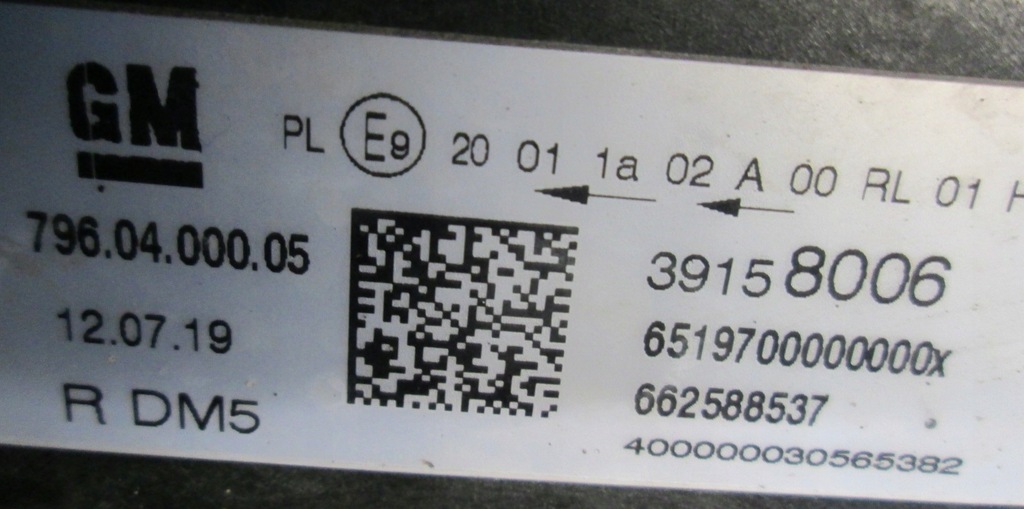 GM
PL E9 20 01 1a 02 A 00 RL 01 H
796.04.000.05
12.07.19
R DM5
39158006
6519700000000X
662588537
400000030565382